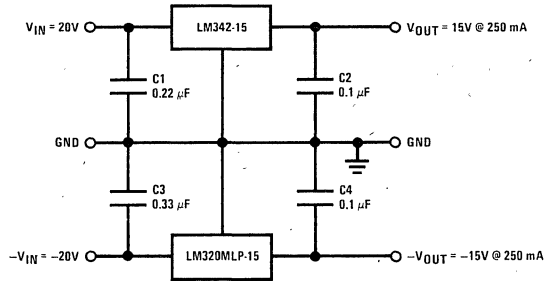 V_IN = 20V
LM342-15
V_OUT = 15V @ 250 mA
C1
0.22 μF
C2
0.1 μF
GND
GND
C3
0.33 μF
C4
0.1 μF
–V_IN = –20V
LM320MLP-15
–V_OUT = –15V @ 250 mA